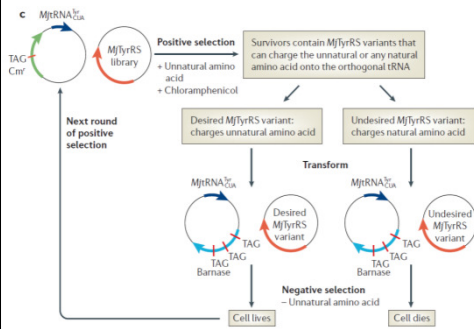 c
MjtRNA Tyr CUA
TAG
Cmr
MjTyrRS
library
Positive selection
+ Unnatural amino
acid
+ Chloramphenicol
Survivors contain MjTyrRS variants that
can charge the unnatural or any natural
amino acid onto the orthogonal tRNA
Next round
of positive
selection
Desired MjTyrRS variant:
charges unnatural amino acid
Undesired MjTyrRS variant:
charges natural amino acid
Transform
MjtRNA Tyr CUA
Desired
MjTyrRS
variant
TAG
TAG
TAG
Barnase
MjtRNA Tyr CUA
Undesired
MjTyrRS
variant
TAG
TAG
TAG
Barnase
Negative selection
– Unnatural amino acid
Cell lives
Cell dies